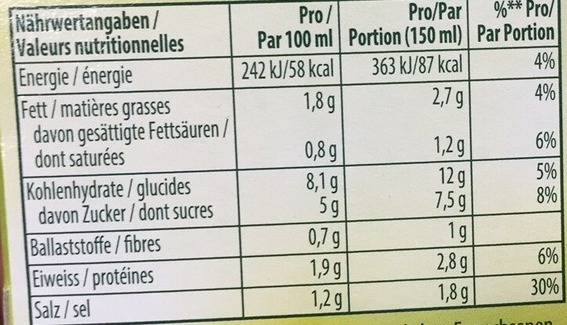 Nährwertangaben / Pro / Pro/Par %** Pro/
Valeurs nutritionnelles Par 100 ml Portion (150 ml) Par Portion
Energie / énergie 242 kJ/58 kcal 363 kJ/87 kcal 4%
Fett / matières grasses 1,8 g 2,7 g 4%
davon gesättigte Fettsäuren /
dont saturées 0,8 g 1,2 g 6%
Kohlenhydrate / glucides 8,1 g 12 g 5%
davon Zucker / dont sucres 5 g 7,5 g 8%
Ballaststoffe / fibres 0,7 g 1 g
Eiweiss / protéines 1,9 g 2,8 g 6%
Salz / sel 1,2 g 1,8 g 30%